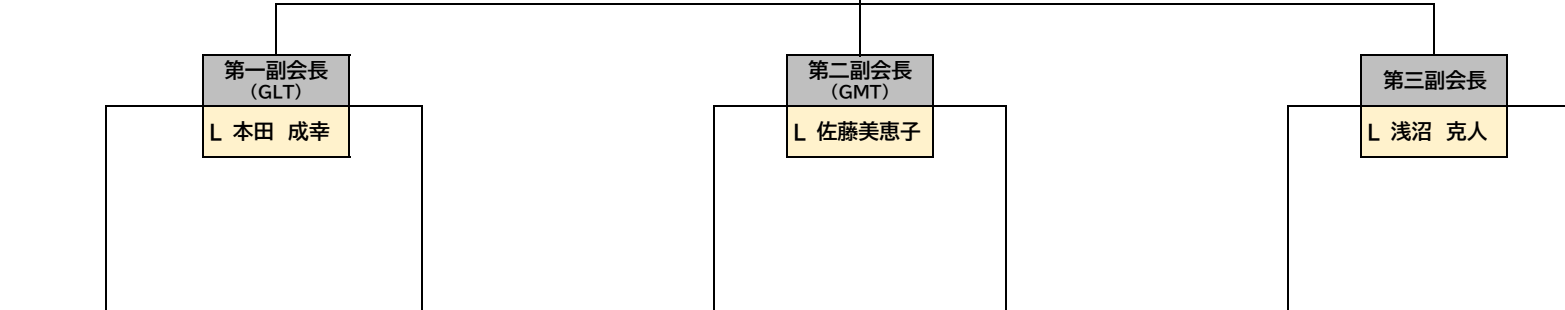 第一副会長
（GLT）
L 本田 成幸
第二副会長
（GMT）
L 佐藤美恵子
第三副会長
L 浅沼 克人